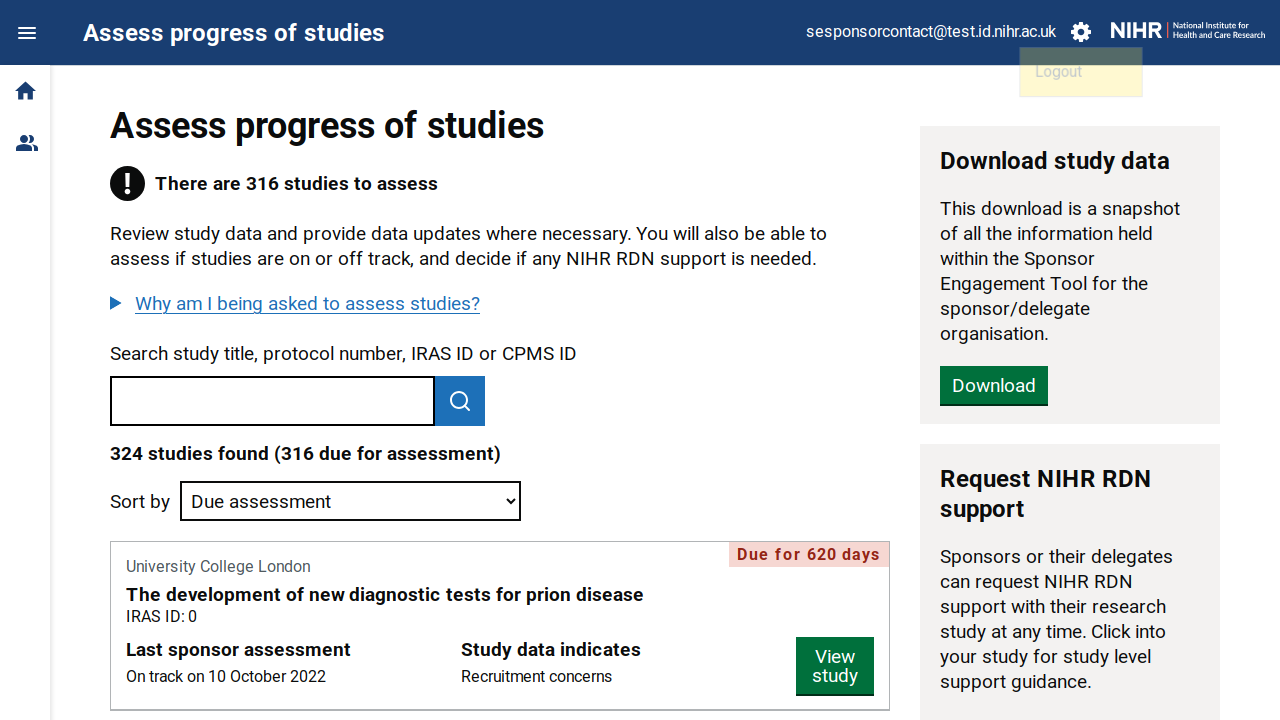 Assess progress of studies
sesponsorcontact@test.id.nihr.ac.uk
NIHR
National Institute for
Health and Care Research
Logout
Assess progress of studies
There are 316 studies to assess
Review study data and provide data updates where necessary. You will also be able to
assess if studies are on or off track, and decide if any NIHR RDN support is needed.
Why am I being asked to assess studies?
Search study title, protocol number, IRAS ID or CPMS ID
324 studies found (316 due for assessment)
Sort by
Due assessment
Due for 620 days
University College London
The development of new diagnostic tests for prion disease
IRAS ID: 0
Last sponsor assessment
On track on 10 October 2022
Study data indicates
Recruitment concerns
View
study
Download study data
This download is a snapshot
of all the information held
within the Sponsor
Engagement Tool for the
sponsor/delegate
organisation.
Download
Request NIHR RDN
support
Sponsors or their delegates
can request NIHR RDN
support with their research
study at any time. Click into
your study for study level
support guidance.